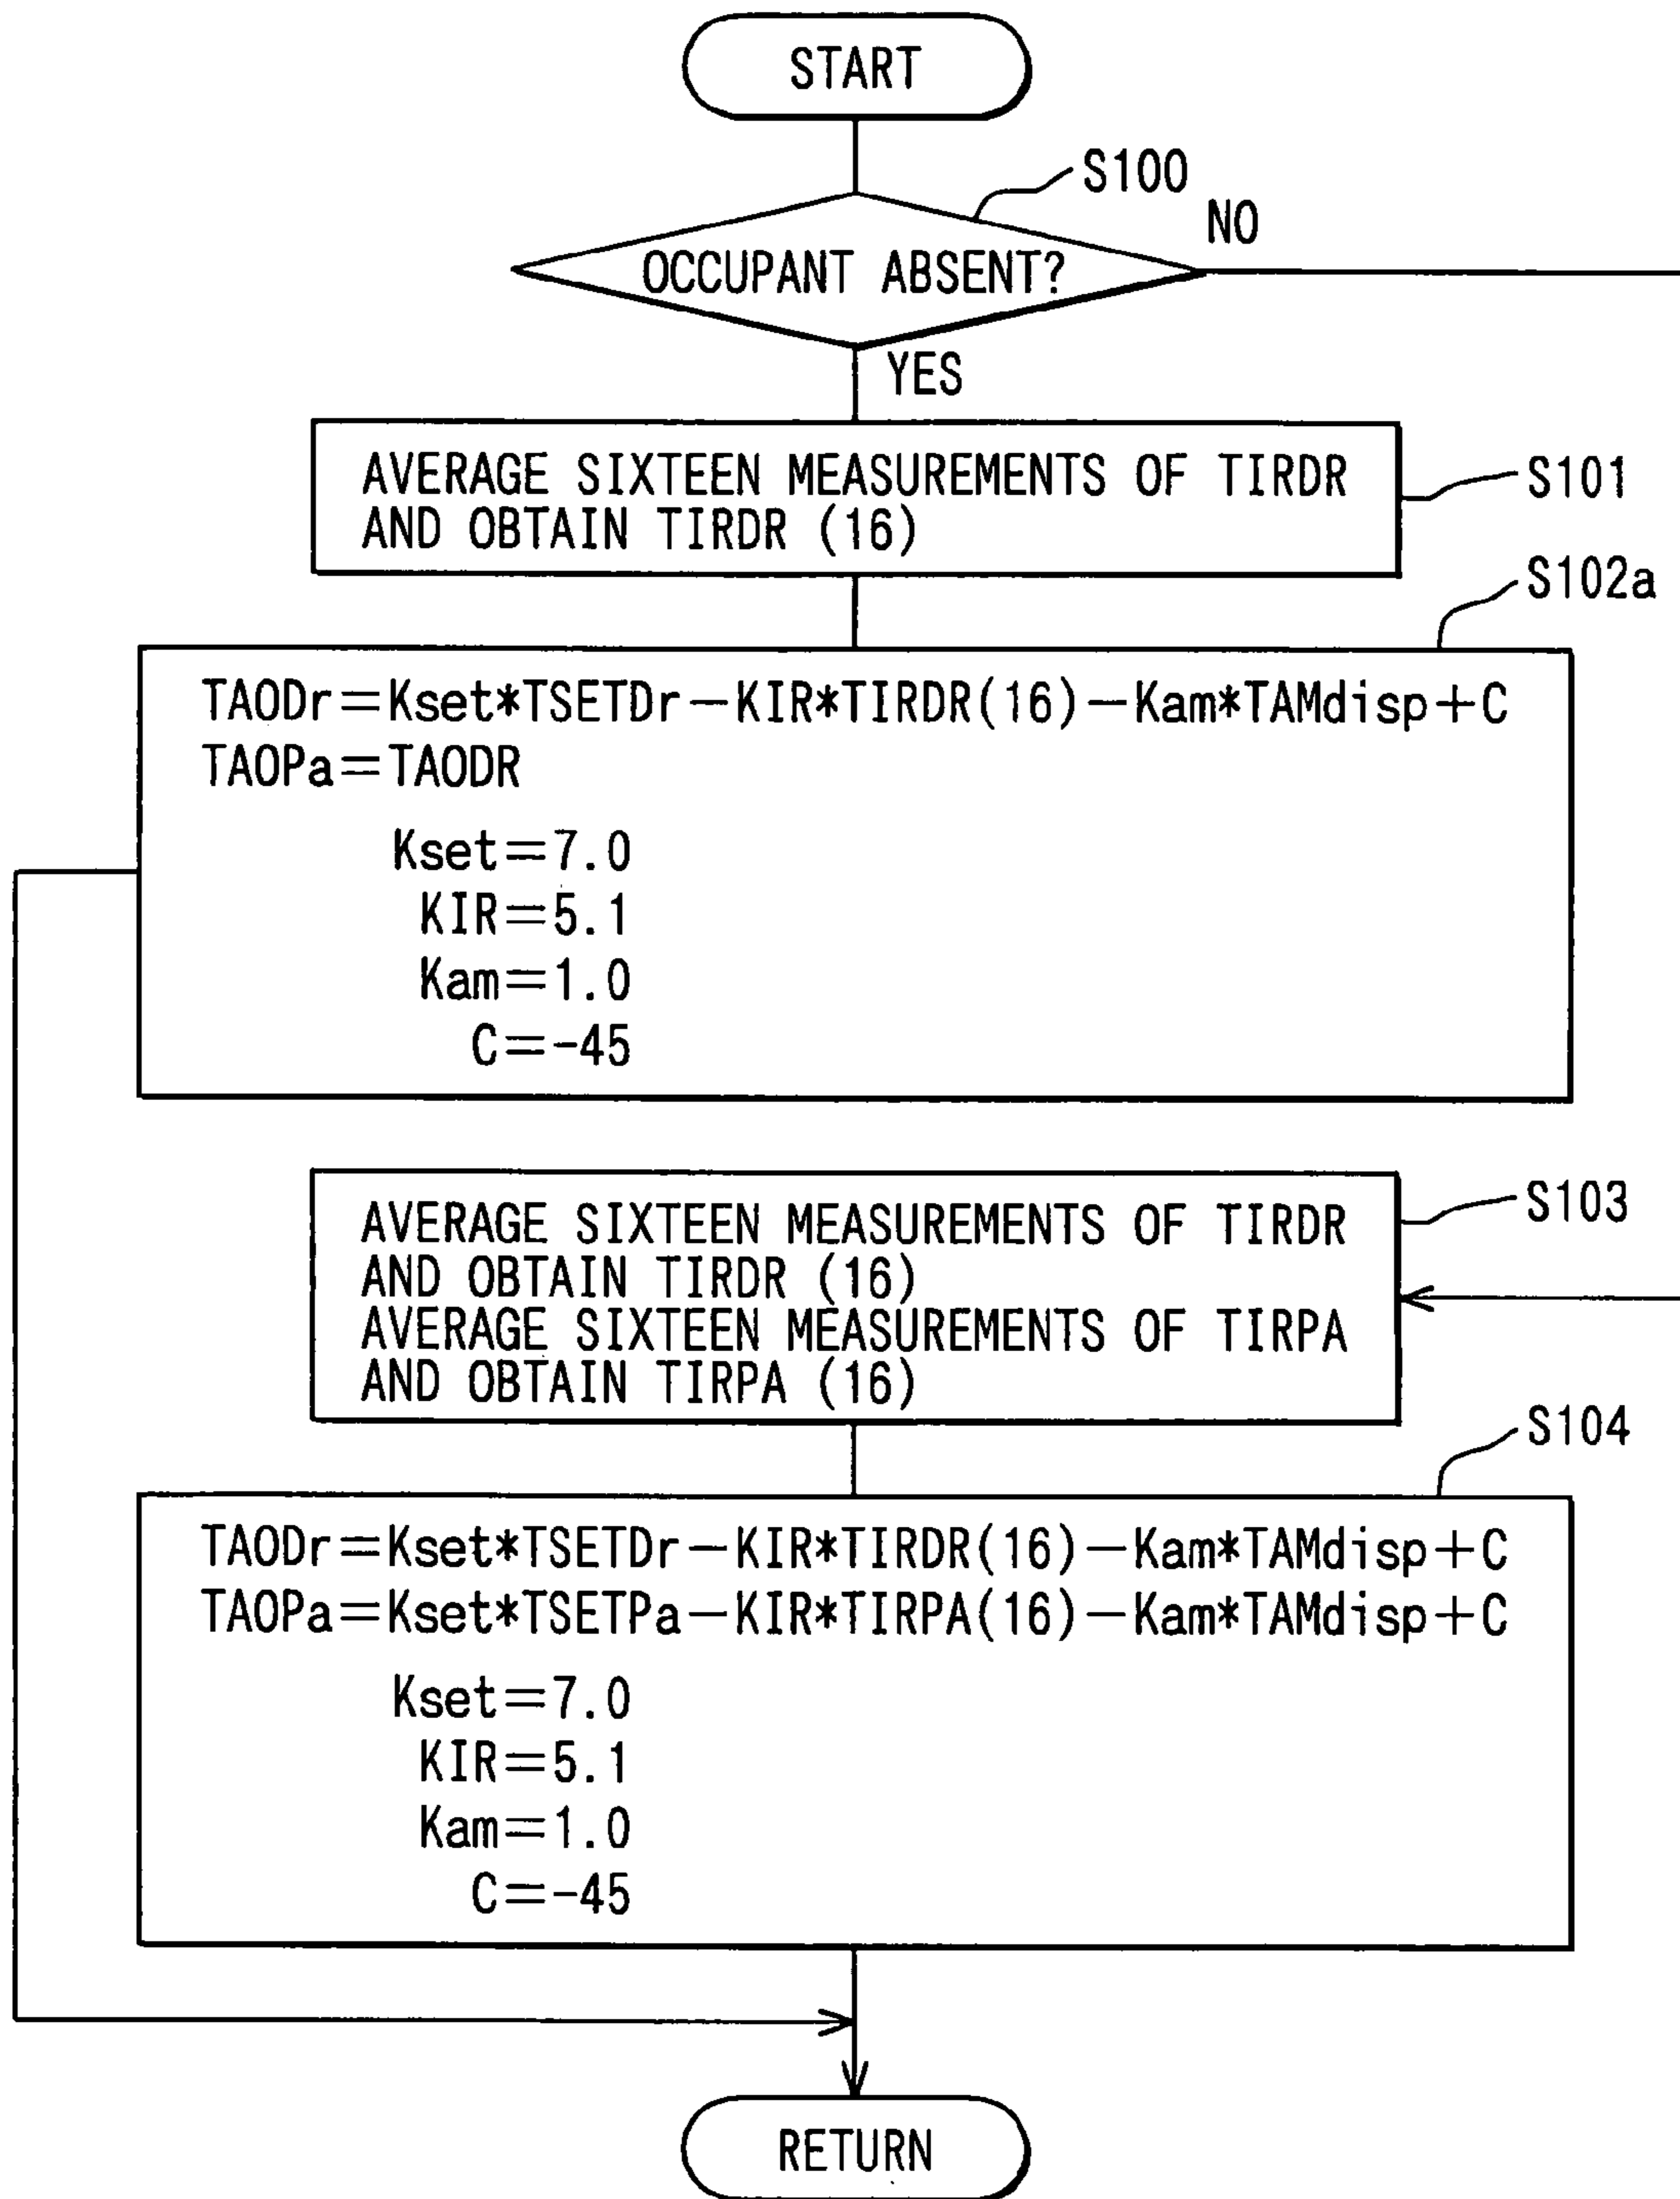 START
S100
NO
OCCUPANT ABSENT?
YES
AVERAGE SIXTEEN MEASUREMENTS OF TIRDR
AND OBTAIN TIRDR (16)
S101
S102a
TAODr=Kset*TSETDr-KIR*TIRDR(16)-Kam*TAMdisp+C
TAOPa=TAODR
Kset=7.0
KIR=5.1
Kam=1.0
C=-45
AVERAGE SIXTEEN MEASUREMENTS OF TIRDR
AND OBTAIN TIRDR (16)
AVERAGE SIXTEEN MEASUREMENTS OF TIRPA
AND OBTAIN TIRPA (16)
S103
S104
TAODr=Kset*TSETDr-KIR*TIRDR(16)-Kam*TAMdisp+C
TAOPa=Kset*TSETPa-KIR*TIRPA(16)-Kam*TAMdisp+C
Kset=7.0
KIR=5.1
Kam=1.0
C=-45
RETURN